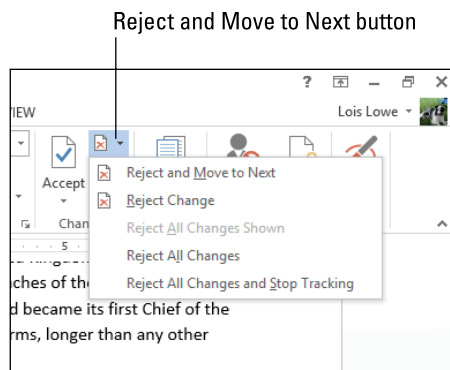 Reject and Move to Next button
?
Lois Lowe
Accept
Chan
Reject and Move to Next
Reject Change
Reject All Changes Shown
Reject All Changes
Reject All Changes and Stop Tracking
5
ches of the
d became its first Chief of the
rms, longer than any other